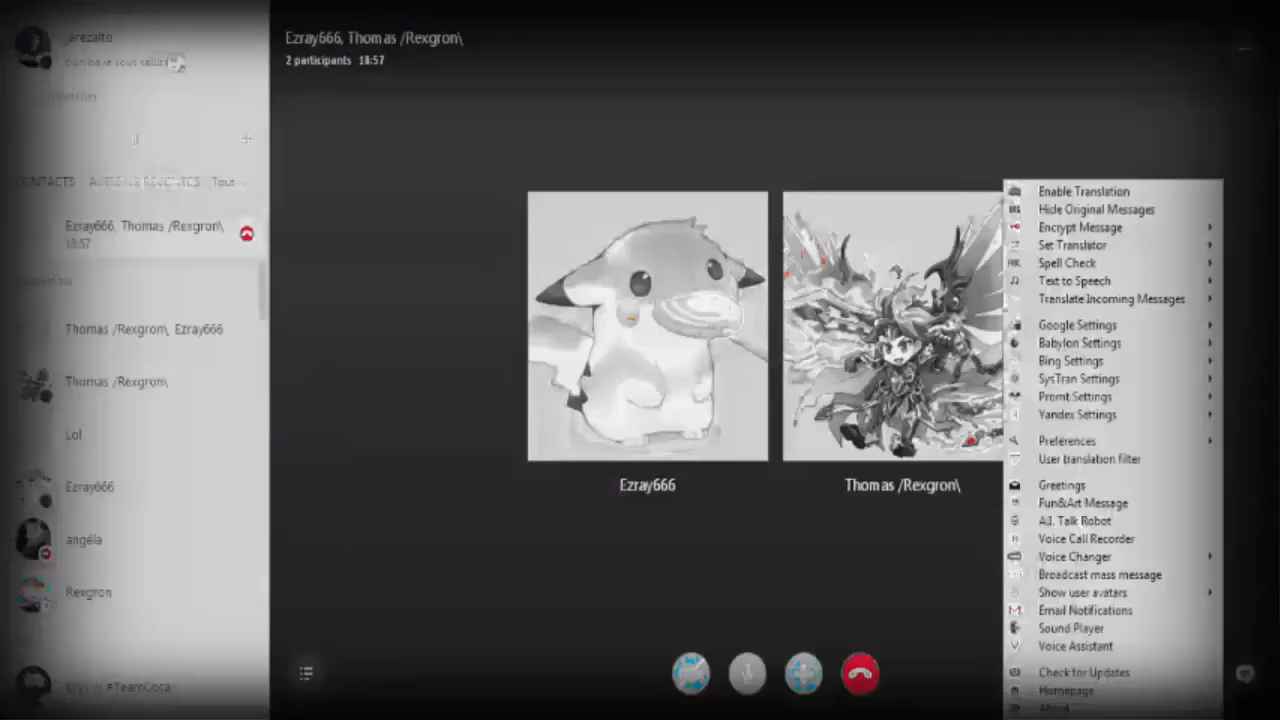 Ezray666, Thomas /Rexgron\
2 participants 18:57
CONTACTS
Ezray666, Thomas /Rexgron\
18:57
Thomas /Rexgron\, Ezray666
Thomas /Rexgron\
Lol
Ezray666
angéla
Rexgron
#TeamCoca
Ezray666
Thomas /Rexgron\
Enable Translation
Hide Original Messages
Encrypt Message
Set Translator
Spell Check
Text to Speech
Translate Incoming Messages
Google Settings
Babylon Settings
Bing Settings
SysTran Settings
Promt Settings
Yandex Settings
Preferences
User translation filter
Greetings
Fun&Art Message
A.I. Talk Robot
Voice Call Recorder
Voice Changer
Broadcast mass message
Show user avatars
Email Notifications
Sound Player
Voice Assistant
Check for Updates
Homepage
About